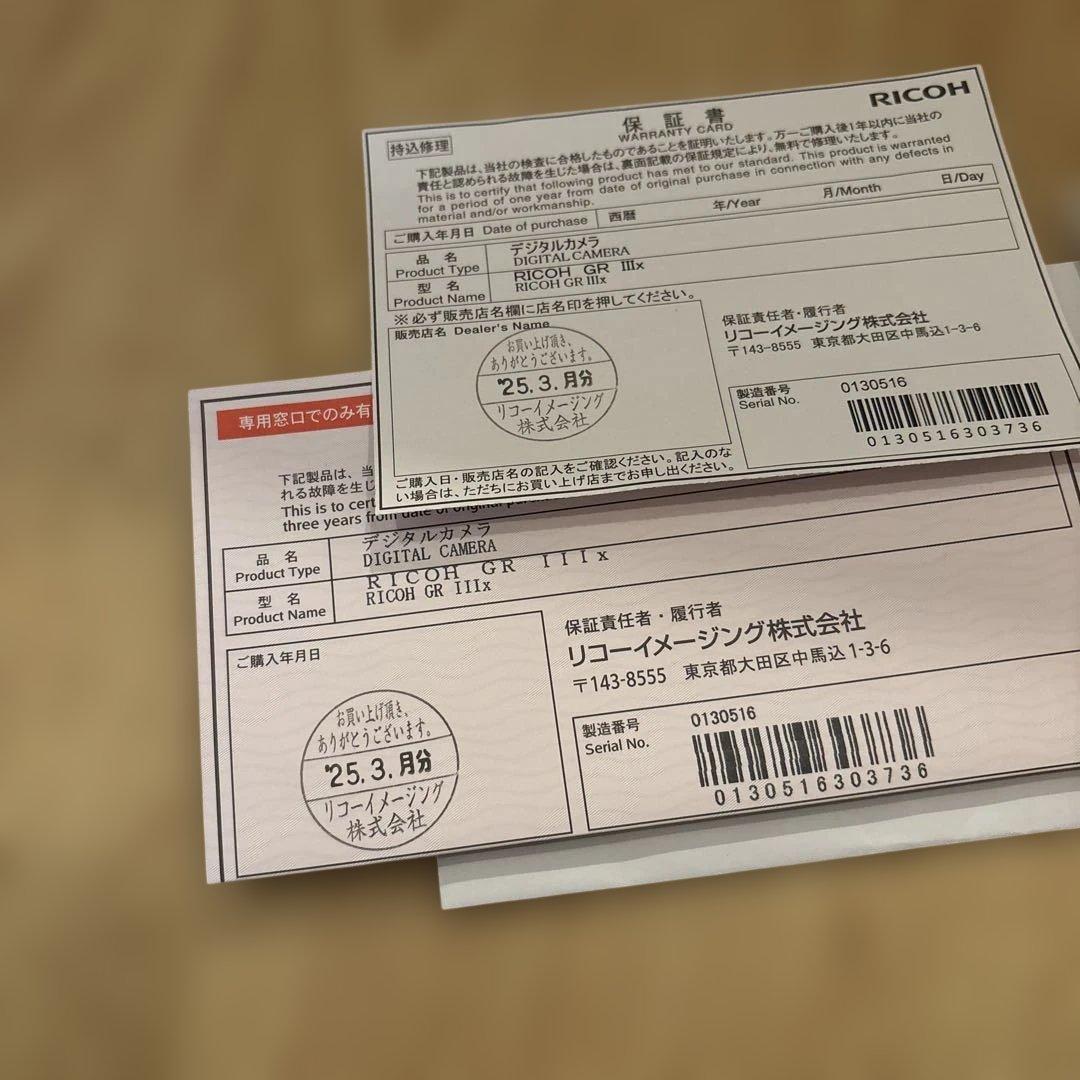 RICOH
持込修理
保証書
WARRANTY CARD
下記製品は、当社の検査に合格したものであることを証明いたします。万一ご購入後1年以内に当社の
責任と認められる故障を生じた場合は、裏面記載の保証規定により、無料で修理いたします。
This is to certify that following product has met to our standard. This product is warranted
for a period of one year from date of original purchase in connection with any defects in
material and/or workmanship.
ご購入年月日 Date of purchase 西暦 年/Year 月/Month 日/Day
品名
Product Type
デジタルカメラ
DIGITAL CAMERA
型名
Product Name
RICOH GR IIIx
RICOH GR IIIx
※必ず販売店名欄に店名印を押してください。
販売店名 Dealer's Name
お買い上げ頂き、
ありがとうございます。
'25.3.月分
リコーイメージング
株式会社
保証責任者・履行者
リコーイメージング株式会社
〒143-8555 東京都大田区中馬込1-3-6
製造番号
Serial No.
0130516
0130516303736
ご購入日・販売店名の記入をご確認ください。記入のな
い場合は、ただちにお買い上げ店までお申し出ください。
専用窓口でのみ有
下記製品は、当
れる故障を生じ
This is to cert
three years from date of original
品名
Product Type
デジタルカメラ
DIGITAL CAMERA
型名
Product Name
RICOH GR IIIx
RICOH GR IIIx
ご購入年月日
お買い上げ頂き、
ありがとうございます。
'25.3.月分
リコーイメージング
株式会社
保証責任者・履行者
リコーイメージング株式会社
〒143-8555 東京都大田区中馬込1-3-6
製造番号
Serial No.
0130516
0130516303736